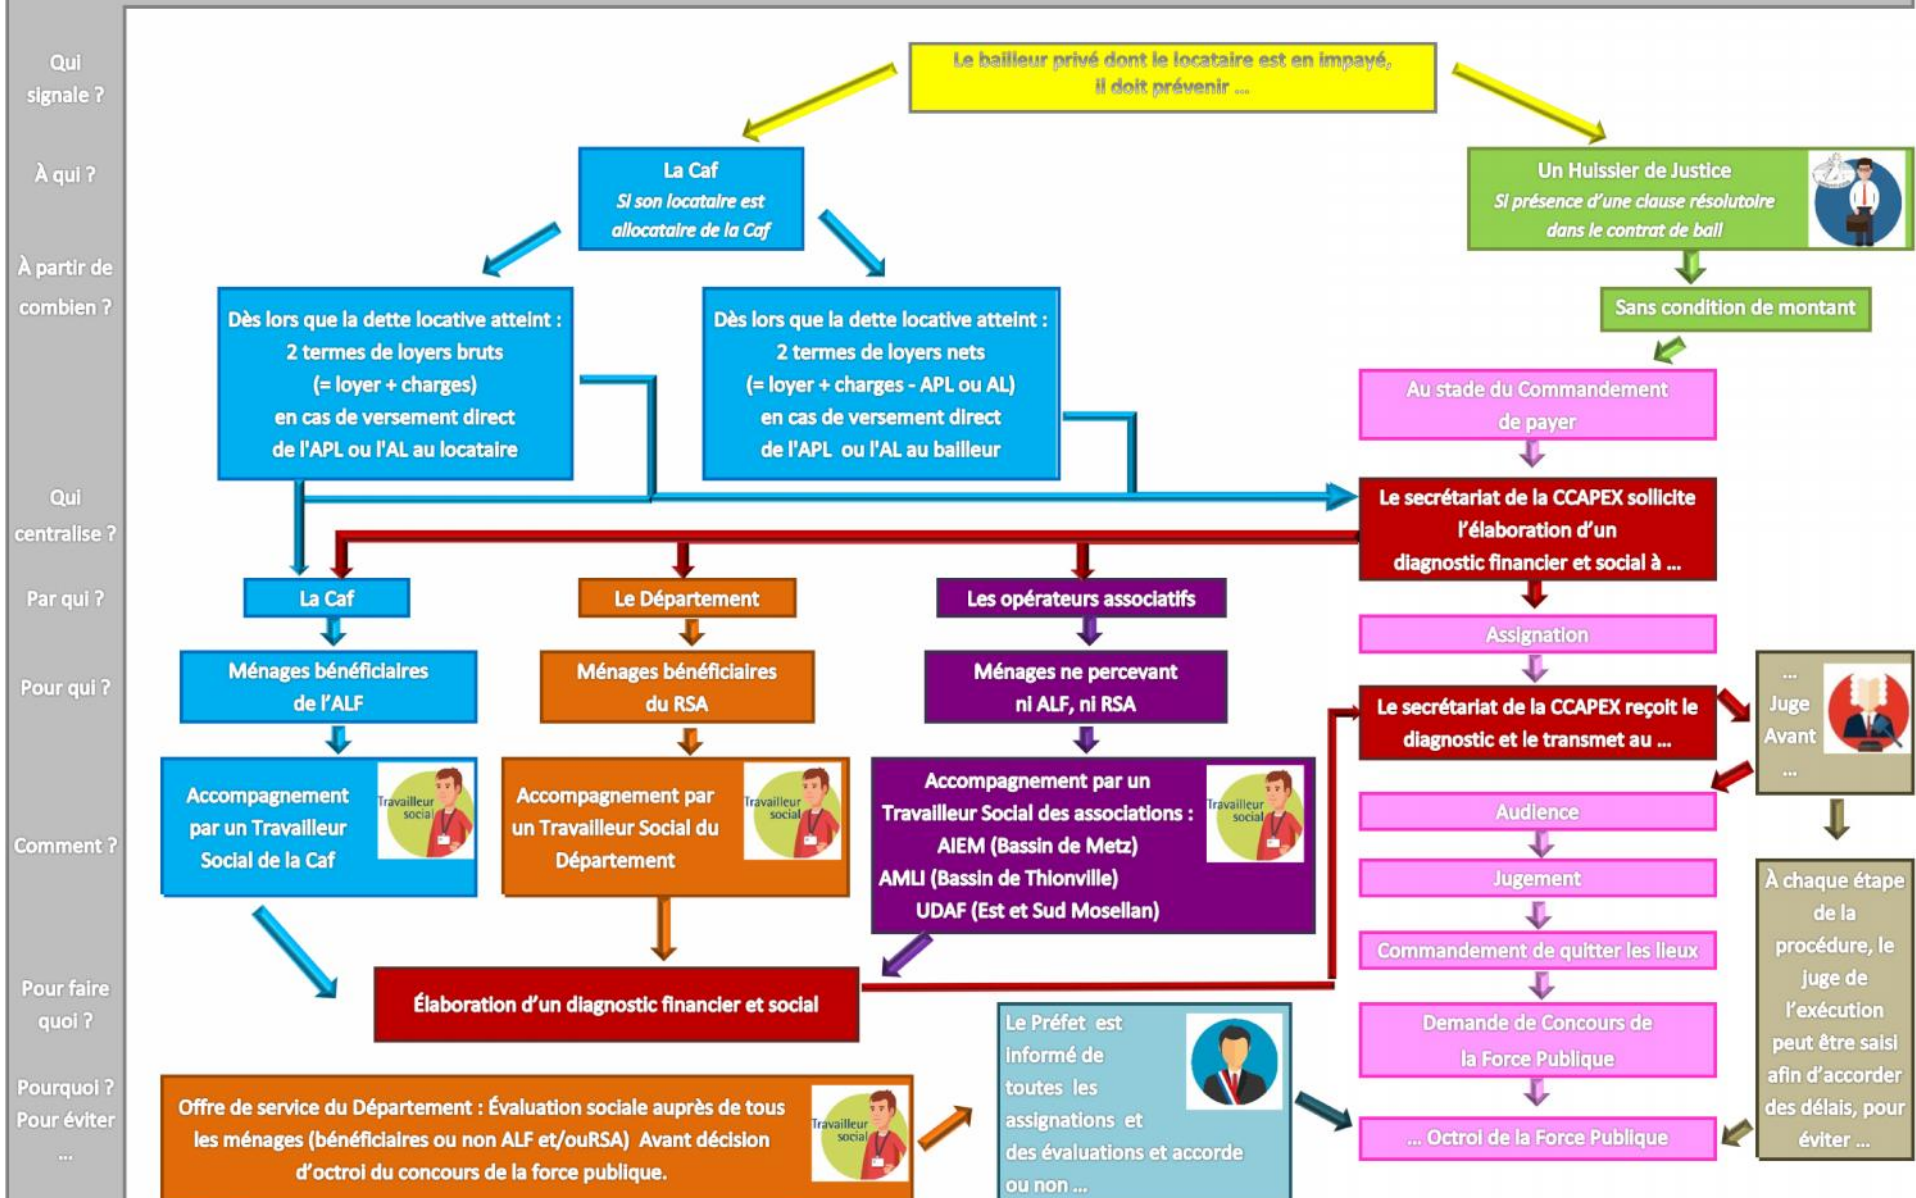 Qui
signale ?
Le bailleur privé dont le locataire est en impayé,
il doit prévenir ...
À qui ?
La Caf
Si son locataire est
allocataire de la Caf
Un Huissier de Justice
Si présence d'une clause résolutoire
dans le contrat de bail
À partir de
combien ?
Dès lors que la dette locative atteint :
2 termes de loyers bruts
(= loyer + charges)
en cas de versement direct
de l'APL ou l'AL au locataire
Dès lors que la dette locative atteint :
2 termes de loyers nets
(= loyer + charges - APL ou AL)
en cas de versement direct
de l'APL ou l'AL au bailleur
Sans condition de montant
Au stade du Commandement
de payer
Qui
centralise ?
Le secrétariat de la CCAPEX sollicite
l'élaboration d'un
diagnostic financier et social à ...
Par qui ?
La Caf
Le Département
Les opérateurs associatifs
Assignation
Pour qui ?
Ménages bénéficiaires
de l'ALF
Ménages bénéficiaires
du RSA
Ménages ne percevant
ni ALF, ni RSA
Le secrétariat de la CCAPEX reçoit le
diagnostic et le transmet au ...
...
Juge
Avant
...
Comment ?
Accompagnement
par un Travailleur
Social de la Caf
Travailleur
social
Accompagnement par
un Travailleur Social du
Département
Travailleur
social
Accompagnement par un
Travailleur Social des associations :
AIEM (Bassin de Metz)
AMLI (Bassin de Thionville)
UDAF (Est et Sud Mosellan)
Travailleur
social
Audience
Jugement
Commandement de quitter les lieux
À chaque étape
de la
procédure, le
juge de
l'exécution
peut être saisi
afin d'accorder
des délais, pour
éviter ...
Pour faire
quoi ?
Élaboration d'un diagnostic financier et social
Demande de Concours de
la Force Publique
Pourquoi ?
Pour éviter
...
Offre de service du Département : Évaluation sociale auprès de tous
les ménages (bénéficiaires ou non ALF et/ouRSA) Avant décision
d'octroi du concours de la force publique.
Travailleur
social
Le Préfet est
informé de
toutes les
assignations et
des évaluations et accorde
ou non ...
... Octroi de la Force Publique